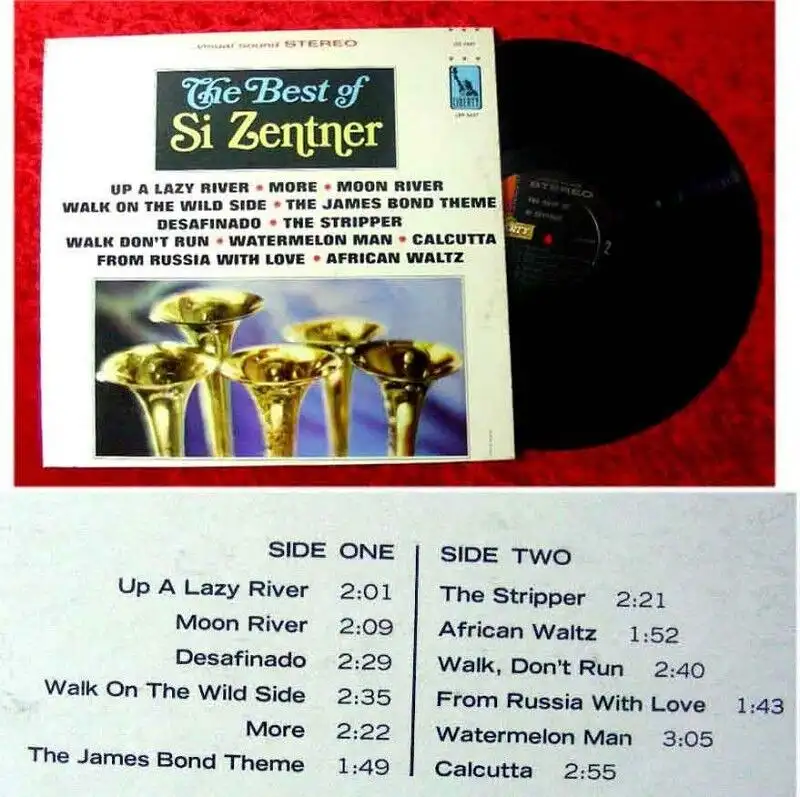 visual sound STEREO
The Best of
Si Zentner
LIBERTY
UP A LAZY RIVER • MORE • MOON RIVER
WALK ON THE WILD SIDE • THE JAMES BOND THEME
DESAFINADO • THE STRIPPER
WALK DON'T RUN • WATERMELON MAN • CALCUTTA
FROM RUSSIA WITH LOVE • AFRICAN WALTZ
STEREO
2
SIDE ONE
Up A Lazy River 2:01
Moon River 2:09
Desafinado 2:29
Walk On The Wild Side 2:35
More 2:22
The James Bond Theme 1:49
SIDE TWO
The Stripper 2:21
African Waltz 1:52
Walk, Don't Run 2:40
From Russia With Love 1:43
Watermelon Man 3:05
Calcutta 2:55